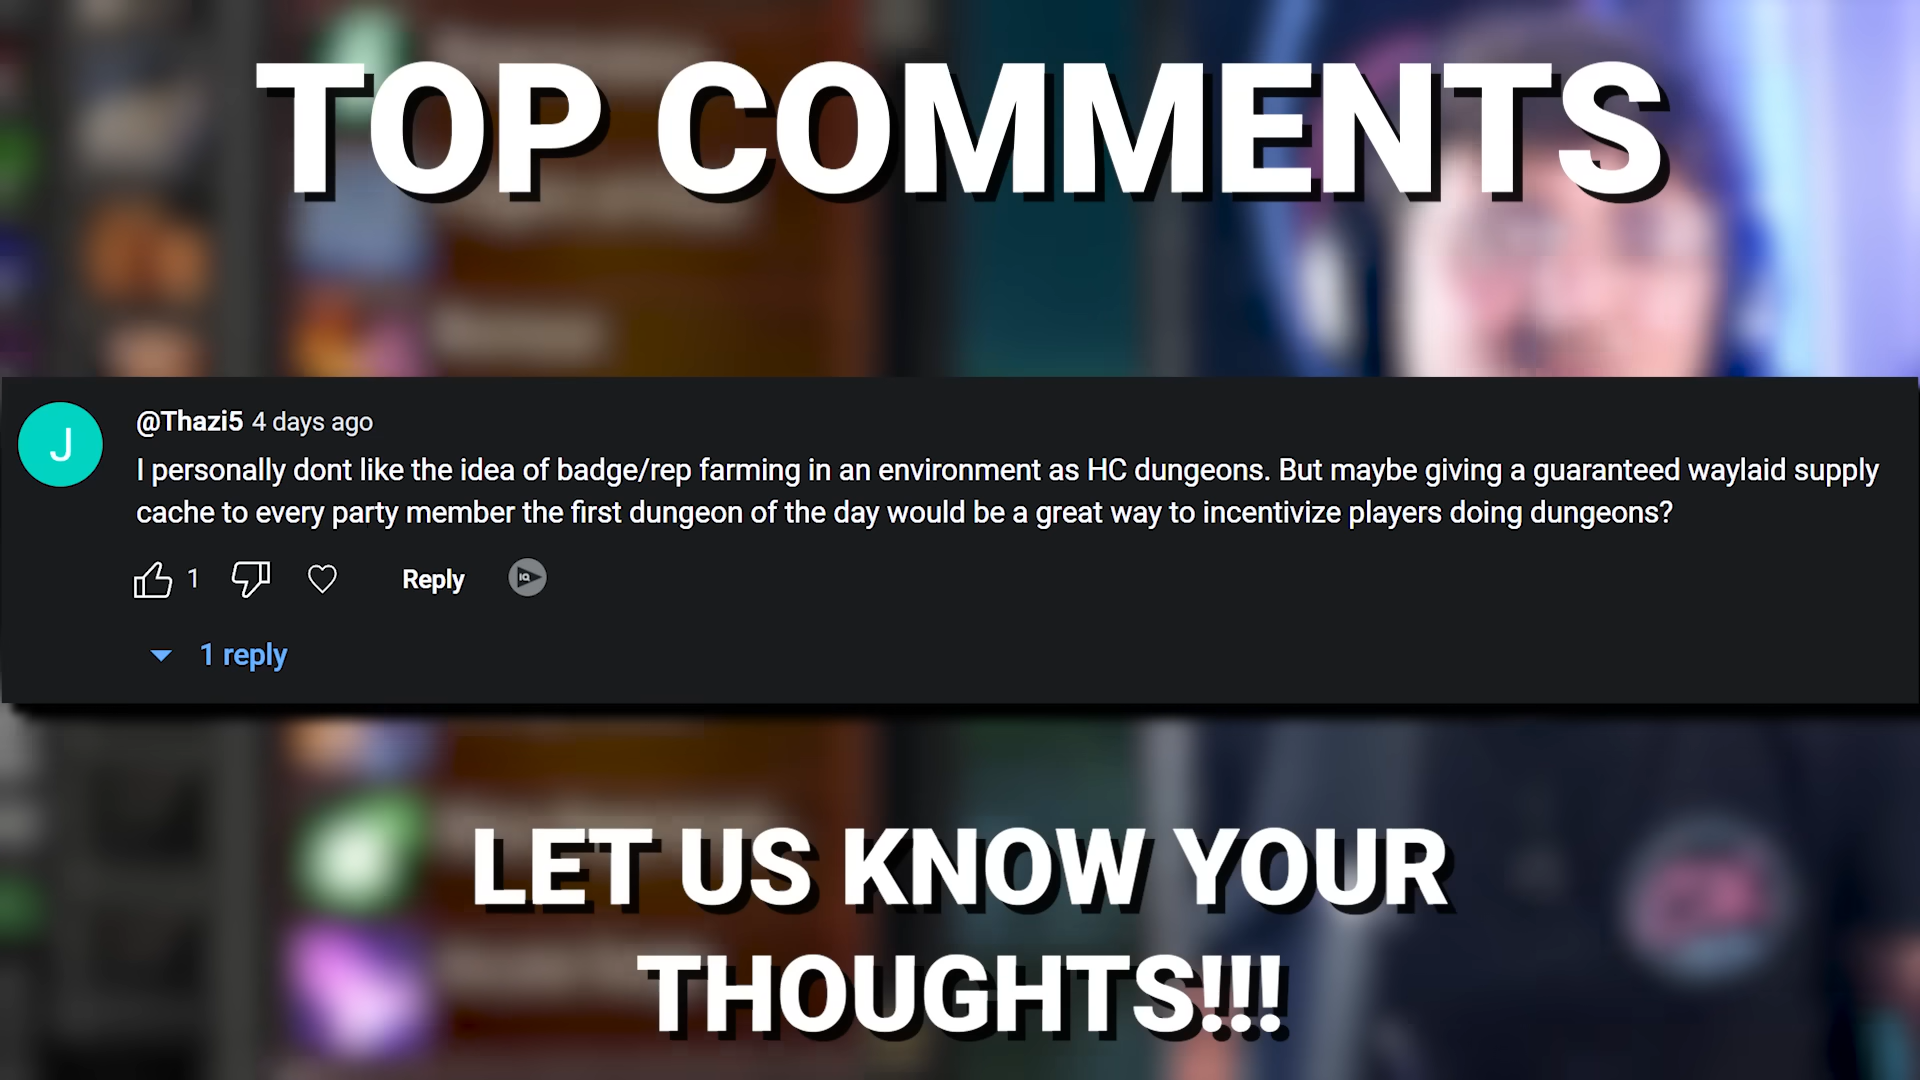 TOP COMMENTS
J
@Thazi5 4 days ago
I personally dont like the idea of badge/rep farming in an environment as HC dungeons. But maybe giving a guaranteed waylaid supply
cache to every party member the first dungeon of the day would be a great way to incentivize players doing dungeons?
1
Reply
IQ
1 reply
LET US KNOW YOUR
THOUGHTS!!!